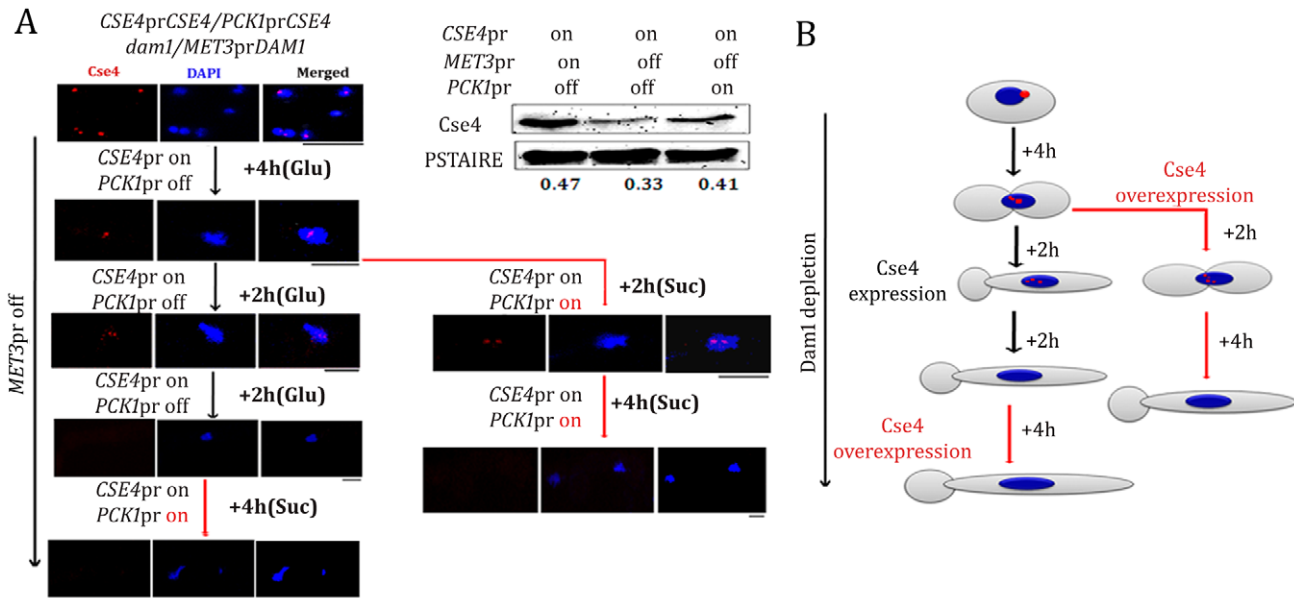 A
CSE4prCSE4/PCK1prCSE4
dam1/MET3prDAM1
Cse4 DAPI Merged
CSE4pr on
PCK1pr off
+4h(Glu)
CSE4pr on
PCK1pr off
+2h(Glu)
CSE4pr on
PCK1pr off
+2h(Glu)
CSE4pr on
PCK1pr on
+4h(Suc)
MET3pr off
CSE4pr on
PCK1pr on
+2h(Suc)
CSE4pr on
PCK1pr on
+4h(Suc)
CSE4pr on on on
MET3pr on off off
PCK1pr off off on
Cse4
PSTAIRE
0.47 0.33 0.41
B
Dam1 depletion
+4h
Cse4
overexpression
+2h
+2h
Cse4
expression
+2h
+4h
Cse4
overexpression
+4h